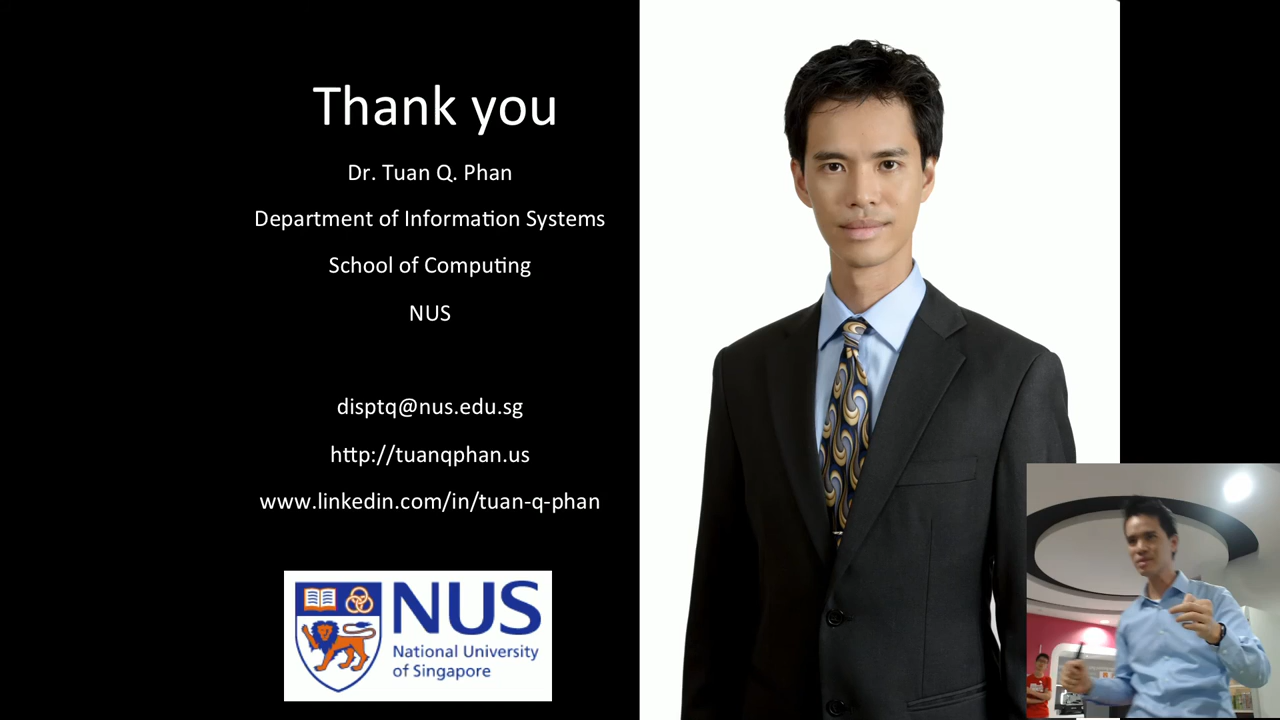 Thank you
Dr. Tuan Q. Phan
Department of Information Systems
School of Computing
NUS
disptq@nus.edu.sg
http://tuanqphan.us
www.linkedin.com/in/tuan-q-phan
NUS
National University
of Singapore